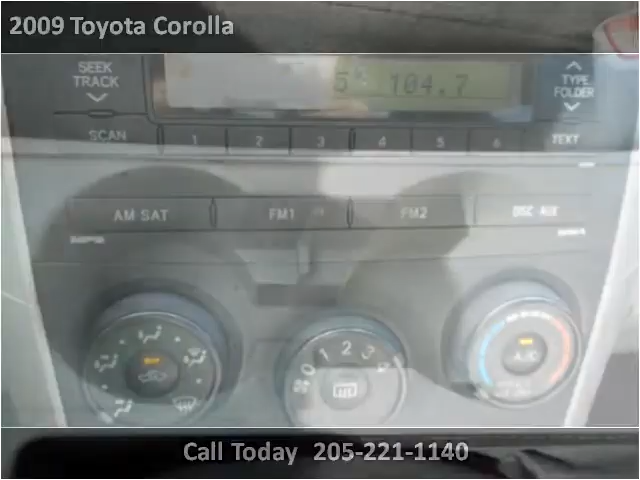 2009 Toyota Corolla
SEEK
TRACK
5 104.7
TYPE
FOLDER
SCAN
1 2 3 4 5 6
TEXT
AM SAT
FM1
FM2
DISC·AUX
0 1 2 3 4
A/C
Call Today 205-221-1140